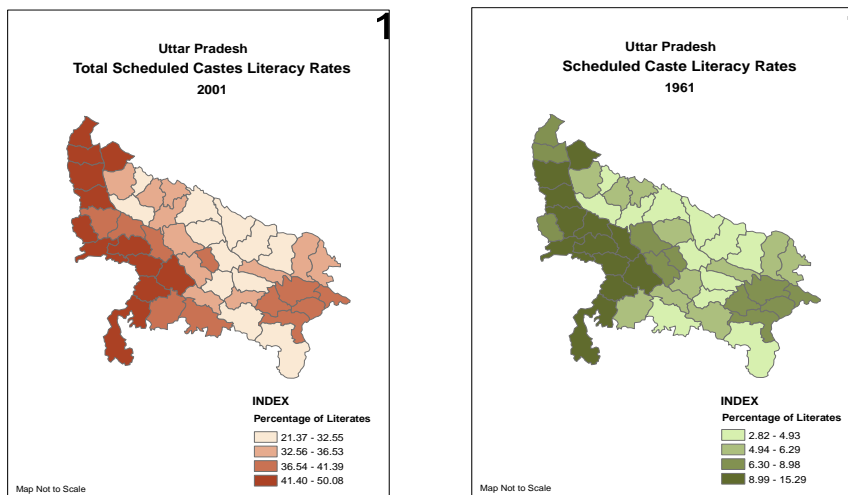 1
Uttar Pradesh
Total Scheduled Castes Literacy Rates
2001
INDEX
Percentage of Literates
21.37 - 32.55
32.56 - 36.53
36.54 - 41.39
41.40 - 50.08
Map Not to Scale
Uttar Pradesh
Scheduled Caste Literacy Rates
1961
INDEX
Percentage of Literates
2.82 - 4.93
4.94 - 6.29
6.30 - 8.98
8.99 - 15.29
Map Not to Scale